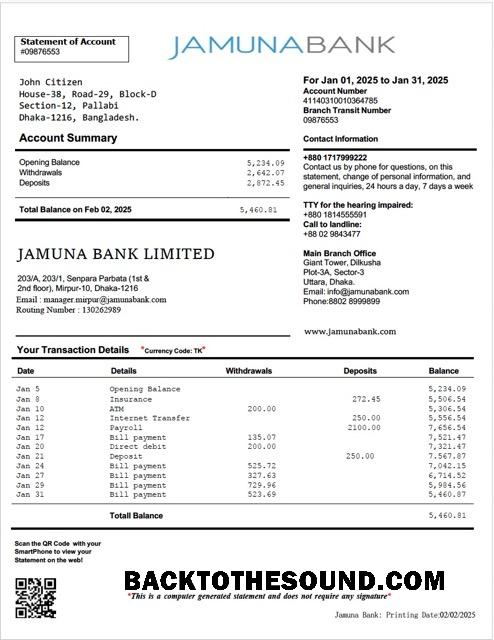 Statement of Account
#09876553
JAMUNABANK
John Citizen
House-38, Road-29, Block-D
Section-12, Pallabi
Dhaka-1216, Bangladesh.
For Jan 01, 2025 to Jan 31, 2025
Account Number
41140310010364785
Branch Transit Number
09876553
Account Summary
Opening Balance 5,234.09
Withdrawals 2,642.07
Deposits 2,872.45
Total Balance on Feb 02, 2025 5,460.81
Contact Information
+880 1717999222
Contact us by phone for questions, on this
statement, change of personal information, and
general inquiries, 24 hours a day, 7 days a week
TTY for the hearing impaired:
+880 1814555591
Call to landline:
+88 02 9843477
Main Branch Office
Giant Tower, Dilkusha
Plot-3A, Sector-3
Uttara, Dhaka.
Email: info@jamunabank.com
Phone:8802 8999899
JAMUNA BANK LIMITED
203/A, 203/1, Senpara Parbata (1st &
2nd floor), Mirpur-10, Dhaka-1216
Email : manager.mirpur@jamunabank.com
Routing Number : 130262989
www.jamunabank.com
Your Transaction Details *Currency Code: TK*
Date Details Withdrawals Deposits Balance
Jan 5 Opening Balance 5,234.09
Jan 8 Insurance 272.45 5,506.54
Jan 10 ATM 200.00 5,306.54
Jan 12 Internet Transfer 250.00 5,556.54
Jan 12 Payroll 2100.00 7,656.54
Jan 17 Bill payment 135.07 7,521.47
Jan 20 Direct debit 200.00 7,321.47
Jan 21 Deposit 250.00 7.567.87
Jan 24 Bill payment 525.72 7,042.15
Jan 27 Bill payment 327.63 6,714.52
Jan 29 Bill payment 729.96 5,984.56
Jan 31 Bill payment 523.69 5,460.87
Totall Balance 5,460.81
Scan the QR Code with your
SmartPhone to view your
Statement on the web!
BACKTOTHESOUND.COM
*This is a computer generated statement and does not require any signature*
Jamuna Bank: Printing Date:02/02/2025